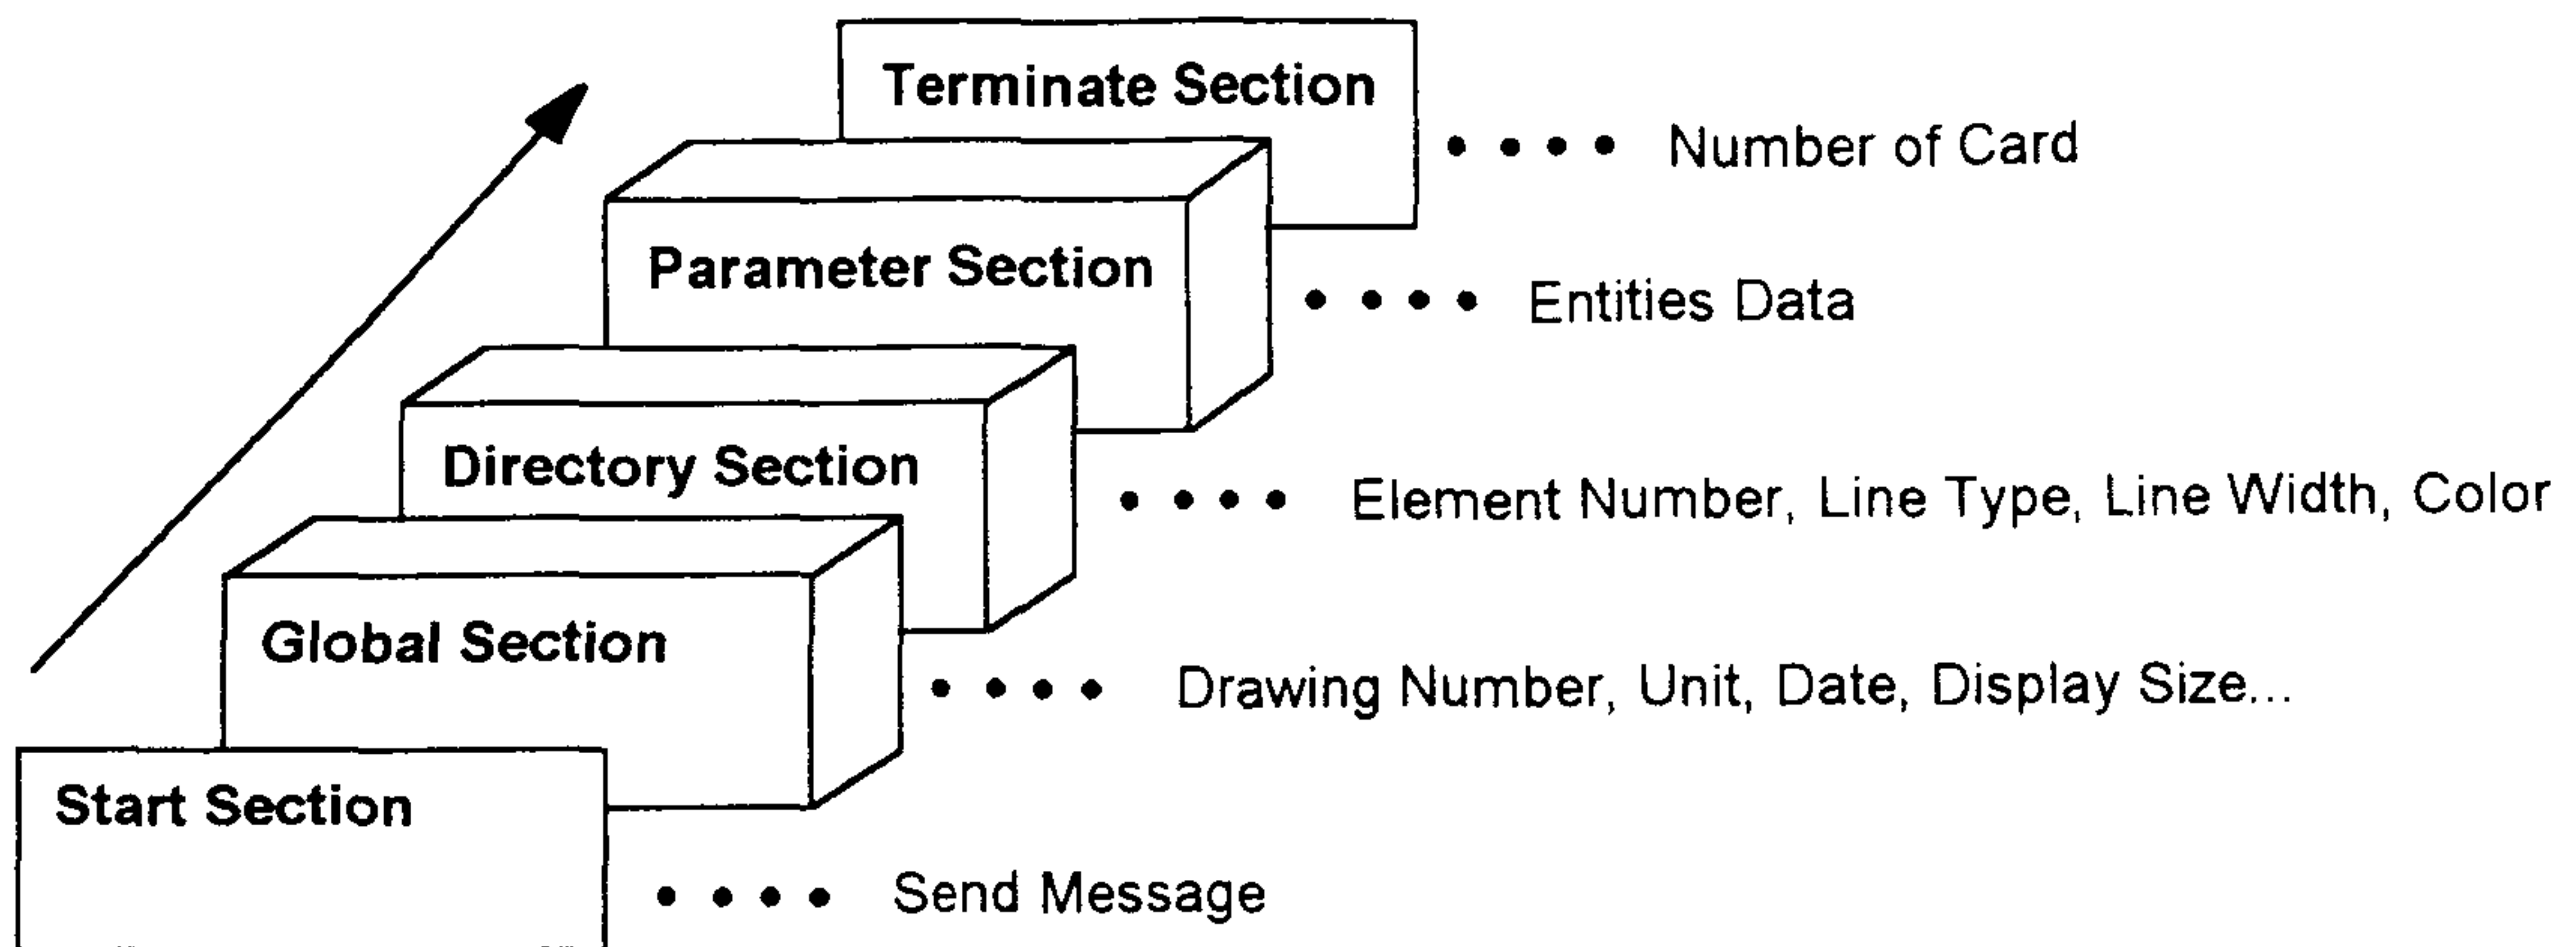 Terminate Section
•••• Number of Card
Parameter Section
•••• Entities Data
Directory Section
•••• Element Number, Line Type, Line Width, Color
Global Section
•••• Drawing Number, Unit, Date, Display Size...
Start Section
•••• Send Message